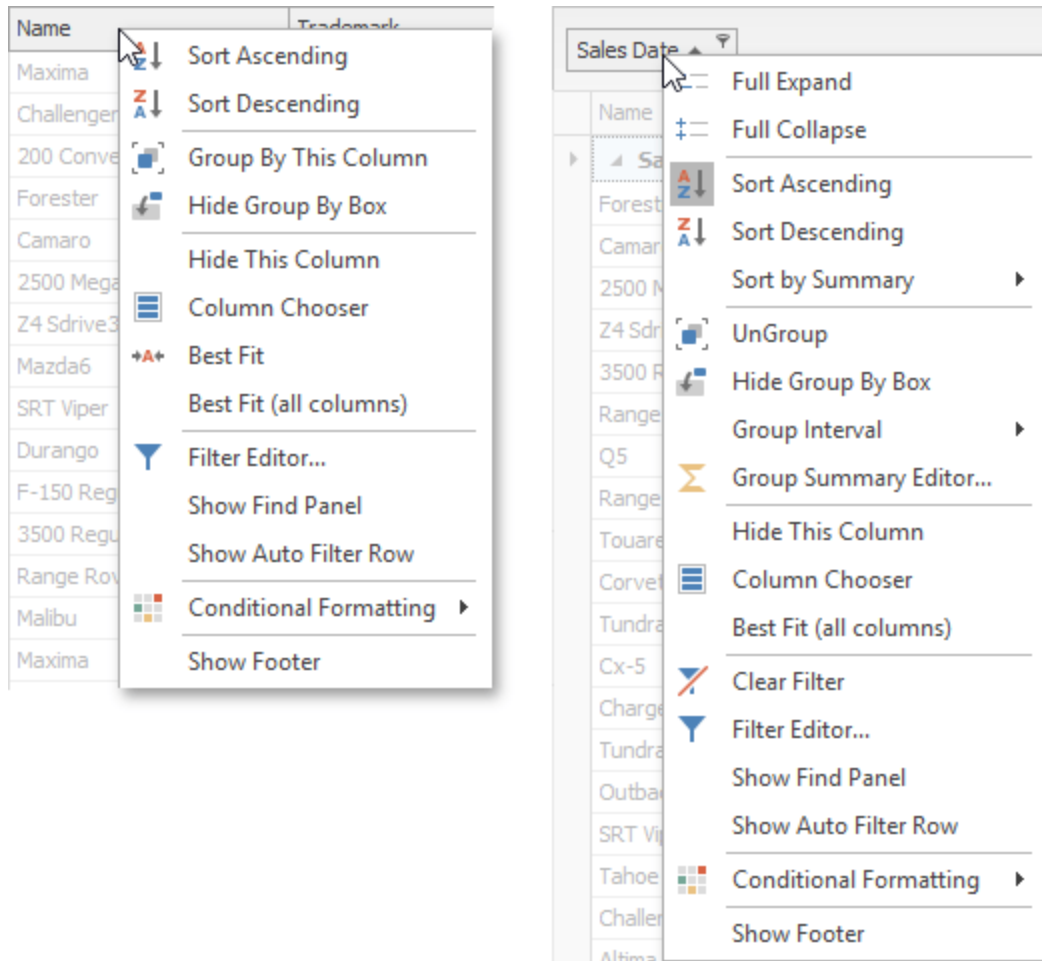 Name
Trademark
Maxima
Challenger
200 Conve
Forester
Camaro
2500 Mega
Z4 Sdrive3
Mazda6
SRT Viper
Durango
F-150 Reg
3500 Regu
Range Rov
Malibu
Maxima
Sort Ascending
Sort Descending
Group By This Column
Hide Group By Box
Hide This Column
Column Chooser
Best Fit
Best Fit (all columns)
Filter Editor...
Show Find Panel
Show Auto Filter Row
Conditional Formatting
Show Footer
Sales Date
Name
Sa
Forest
Camar
2500 M
Z4 Sdr
3500 R
Range
Q5
Range
Touare
Corvet
Tundra
Cx-5
Charge
Tundra
Outba
SRT Vi
Tahoe
Challer
Altima
Full Expand
Full Collapse
Sort Ascending
Sort Descending
Sort by Summary
UnGroup
Hide Group By Box
Group Interval
Group Summary Editor...
Hide This Column
Column Chooser
Best Fit (all columns)
Clear Filter
Filter Editor...
Show Find Panel
Show Auto Filter Row
Conditional Formatting
Show Footer